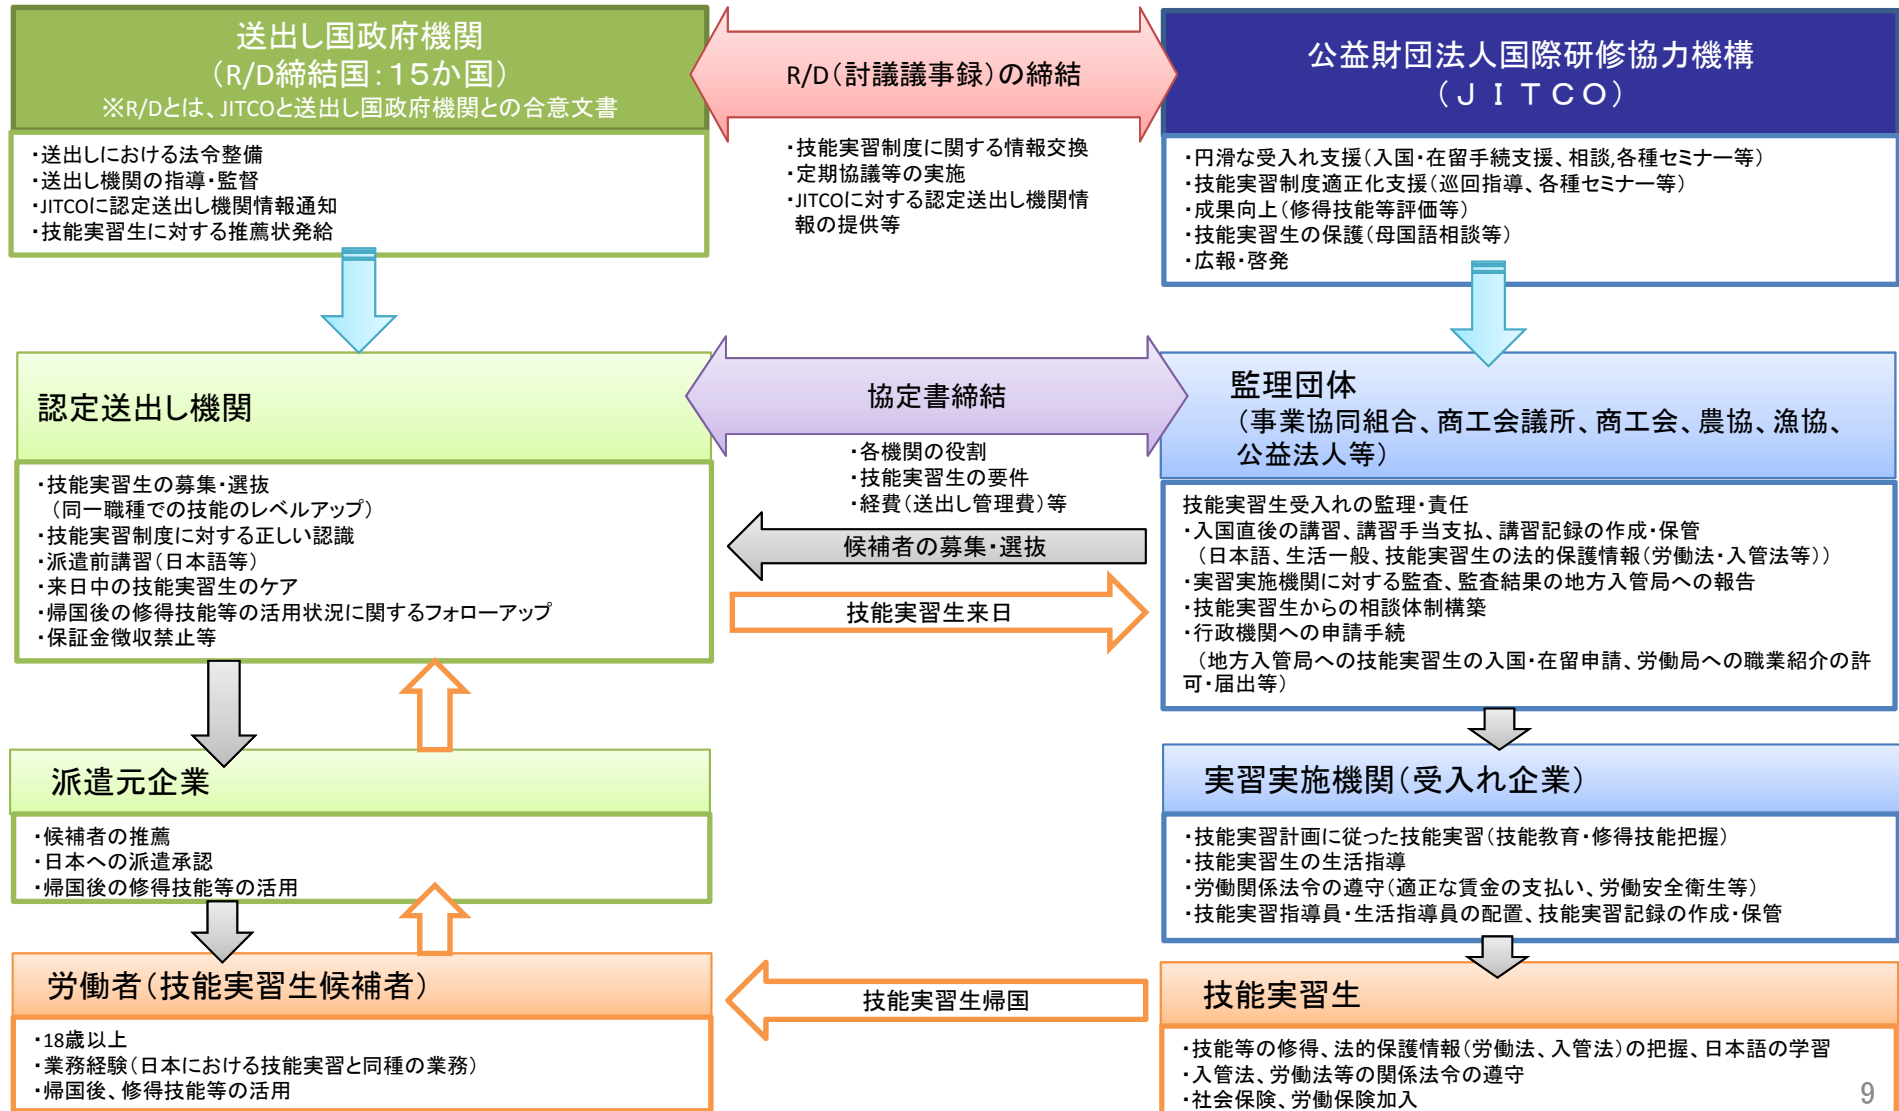 送出し国政府機関
（R/D締結国：１５か国）
※R/Dとは、JITCOと送出し国政府機関との合意文書
・送出しにおける法令整備
・送出し機関の指導・監督
・JITCOに認定送出し機関情報通知
・技能実習生に対する推薦状発給
R/D（討議議事録）の締結
・技能実習制度に関する情報交換
・定期協議等の実施
・JITCOに対する認定送出し機関情
報の提供等
公益財団法人国際研修協力機構
（ＪＩＴＣＯ）
・円滑な受入れ支援（入国・在留手続支援、相談,各種セミナー等）
・技能実習制度適正化支援（巡回指導、各種セミナー等）
・成果向上（修得技能等評価等）
・技能実習生の保護（母国語相談等）
・広報・啓発
認定送出し機関
・技能実習生の募集・選抜
（同一職種での技能のレベルアップ）
・技能実習制度に対する正しい認識
・派遣前講習（日本語等）
・来日中の技能実習生のケア
・帰国後の修得技能等の活用状況に関するフォローアップ
・保証金徴収禁止等
協定書締結
・各機関の役割
・技能実習生の要件
・経費（送出し管理費）等
候補者の募集・選抜
技能実習生来日
監理団体
（事業協同組合、商工会議所、商工会、農協、漁協、
公益法人等）
技能実習生受入れの監理・責任
・入国直後の講習、講習手当支払、講習記録の作成・保管
（日本語、生活一般、技能実習生の法的保護情報（労働法・入管法等））
・実習実施機関に対する監査、監査結果の地方入管局への報告
・技能実習生からの相談体制構築
・行政機関への申請手続
（地方入管局への技能実習生の入国・在留申請、労働局への職業紹介の許
可・届出等）
派遣元企業
・候補者の推薦
・日本への派遣承認
・帰国後の修得技能等の活用
実習実施機関（受入れ企業）
・技能実習計画に従った技能実習（技能教育・修得技能把握）
・技能実習生の生活指導
・労働関係法令の遵守（適正な賃金の支払い、労働安全衛生等）
・技能実習指導員・生活指導員の配置、技能実習記録の作成・保管
労働者（技能実習生候補者）
・18歳以上
・業務経験（日本における技能実習と同種の業務）
・帰国後、修得技能等の活用
技能実習生帰国
技能実習生
・技能等の修得、法的保護情報（労働法、入管法）の把握、日本語の学習
・入管法、労働法等の関係法令の遵守
・社会保険、労働保険加入
9